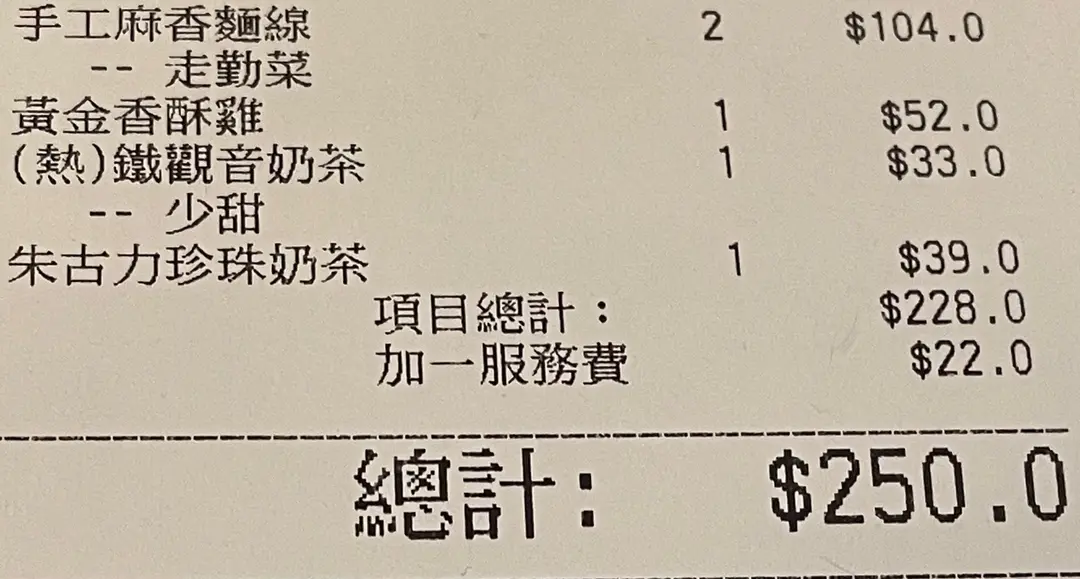 手工麻香麵線 2 $104.0
-- 走勤菜
黃金香酥雞 1 $52.0
(熱)鐵觀音奶茶 1 $33.0
-- 少甜
朱古力珍珠奶茶 1 $39.0
項目總計： $228.0
加一服務費 $22.0
總計： $250.0